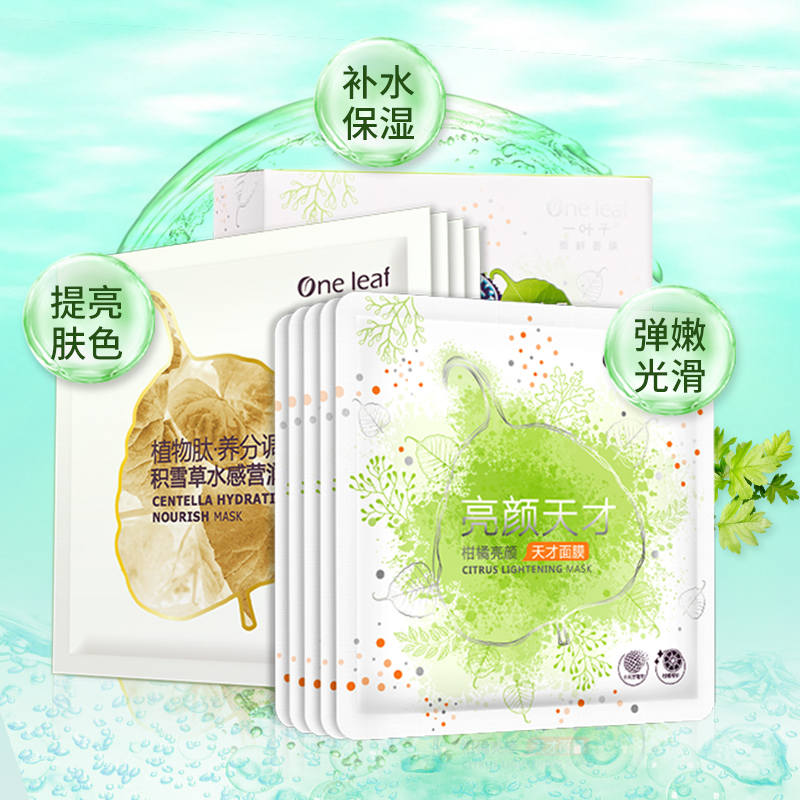 补水
保湿
One leaf
一叶子
One leaf
提亮
肤色
弹嫩
光滑
植物肽·养分调
积雪草水感营润
CENTELLA HYDRATI
NOURISH MASK
亮颜天才
柑橘亮颜 天才面膜
CITRUS LIGHTENING MASK